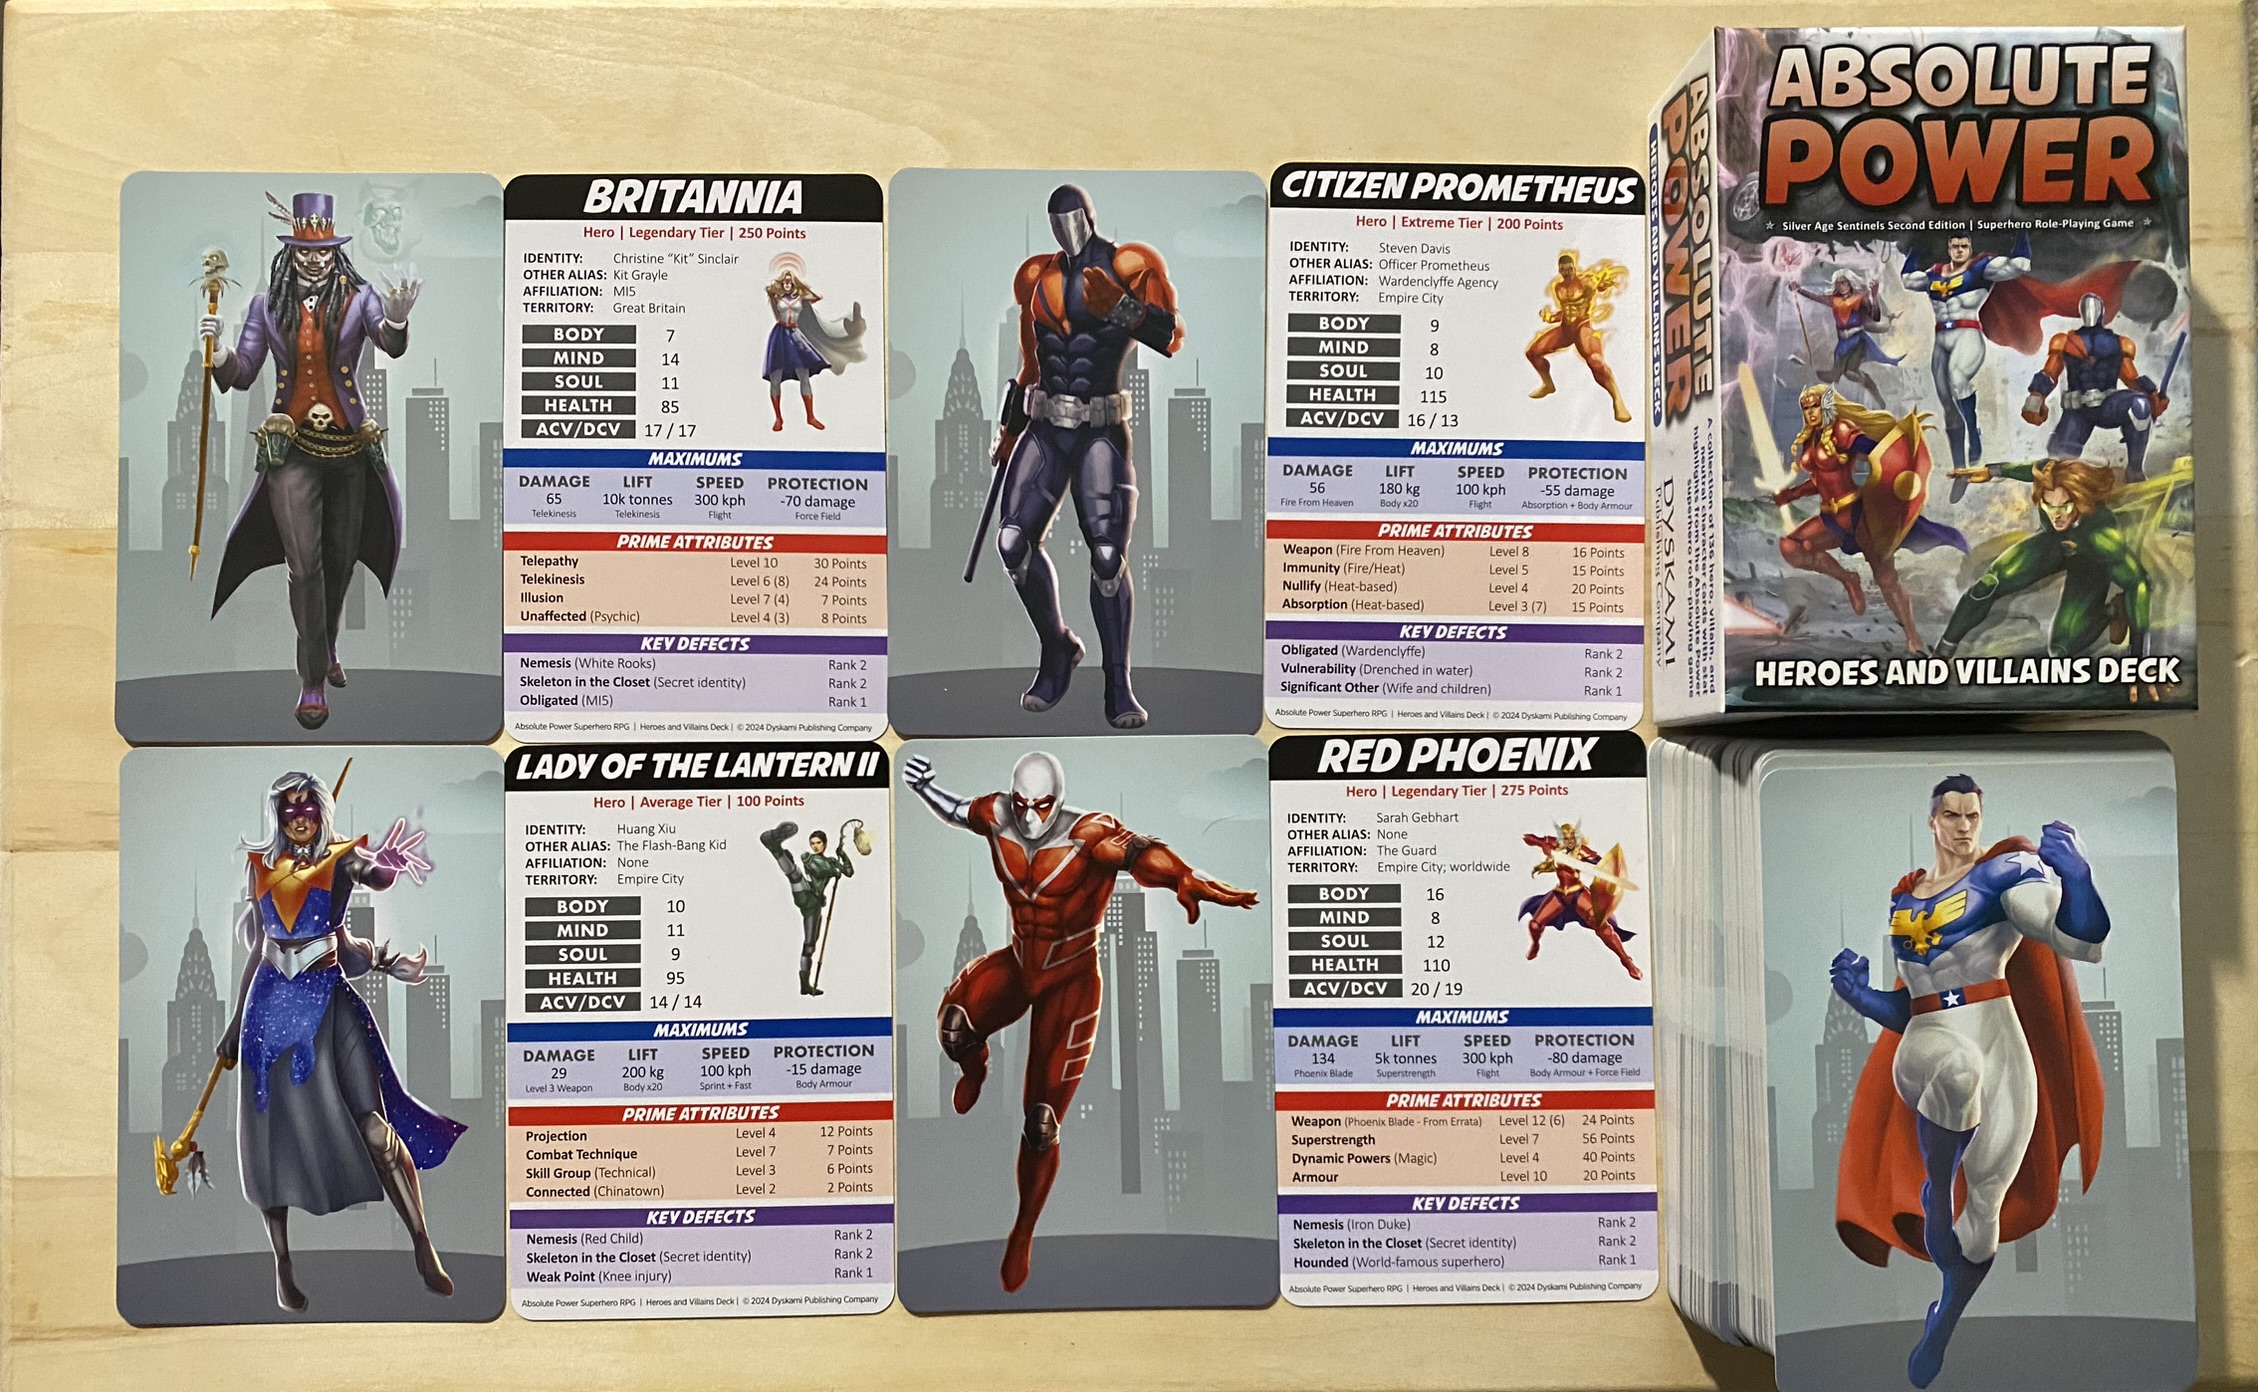 BRITANNIA
Hero | Legendary Tier | 250 Points
IDENTITY: Christine “Kit” Sinclair
OTHER ALIAS: Kit Grayle
AFFILIATION: MI5
TERRITORY: Great Britain
BODY 7
MIND 14
SOUL 11
HEALTH 85
ACV/DCV 17 / 17
MAXIMUMS
DAMAGE LIFT SPEED PROTECTION
65 10k tonnes 300 kph -70 damage
Telekinesis Telekinesis Flight Force Field
PRIME ATTRIBUTES
Telepathy Level 10 30 Points
Telekinesis Level 6 (8) 24 Points
Illusion Level 7 (4) 7 Points
Unaffected (Psychic) Level 4 (3) 8 Points
KEY DEFECTS
Nemesis (White Rooks) Rank 2
Skeleton in the Closet (Secret identity) Rank 2
Obligated (MI5) Rank 1
Absolute Power Superhero RPG | Heroes and Villains Deck | © 2024 Dyskami Publishing Company
CITIZEN PROMETHEUS
Hero | Extreme Tier | 200 Points
IDENTITY: Steven Davis
OTHER ALIAS: Officer Prometheus
AFFILIATION: Wardenclyffe Agency
TERRITORY: Empire City
BODY 9
MIND 8
SOUL 10
HEALTH 115
ACV/DCV 16 / 13
MAXIMUMS
DAMAGE LIFT SPEED PROTECTION
56 180 kg 100 kph -55 damage
Fire From Heaven Body x20 Flight Absorption + Body Armour
PRIME ATTRIBUTES
Weapon (Fire From Heaven) Level 8 16 Points
Immunity (Fire/Heat) Level 5 15 Points
Nullify (Heat-based) Level 4 20 Points
Absorption (Heat-based) Level 3 (7) 15 Points
KEY DEFECTS
Obligated (Wardenclyffe) Rank 2
Vulnerability (Drenched in water) Rank 2
Significant Other (Wife and children) Rank 1
Absolute Power Superhero RPG | Heroes and Villains Deck | © 2024 Dyskami Publishing Company
ABSOLUTE
POWER
HEROES AND VILLAINS DECK
A collection of 136 hero, villain, and
neutral character cards with stat
highlights from the Absolute Power
superhero role-playing game
DYSKAMI
Publishing Company
ABSOLUTE
POWER
Silver Age Sentinels Second Edition | Superhero Role-Playing Game
HEROES AND VILLAINS DECK
LADY OF THE LANTERN II
Hero | Average Tier | 100 Points
IDENTITY: Huang Xiu
OTHER ALIAS: The Flash-Bang Kid
AFFILIATION: None
TERRITORY: Empire City
BODY 10
MIND 11
SOUL 9
HEALTH 95
ACV/DCV 14 / 14
MAXIMUMS
DAMAGE LIFT SPEED PROTECTION
29 200 kg 100 kph -15 damage
Level 3 Weapon Body x20 Sprint + Fast Body Armour
PRIME ATTRIBUTES
Projection Level 4 12 Points
Combat Technique Level 7 7 Points
Skill Group (Technical) Level 3 6 Points
Connected (Chinatown) Level 2 2 Points
KEY DEFECTS
Nemesis (Red Child) Rank 2
Skeleton in the Closet (Secret identity) Rank 2
Weak Point (Knee injury) Rank 1
Absolute Power Superhero RPG | Heroes and Villains Deck | © 2024 Dyskami Publishing Company
RED PHOENIX
Hero | Legendary Tier | 275 Points
IDENTITY: Sarah Gebhart
OTHER ALIAS: None
AFFILIATION: The Guard
TERRITORY: Empire City; worldwide
BODY 16
MIND 8
SOUL 12
HEALTH 110
ACV/DCV 20 / 19
MAXIMUMS
DAMAGE LIFT SPEED PROTECTION
134 5k tonnes 300 kph -80 damage
Phoenix Blade Superstrength Flight Body Armour + Force Field
PRIME ATTRIBUTES
Weapon (Phoenix Blade - From Errata) Level 12 (6) 24 Points
Superstrength Level 7 56 Points
Dynamic Powers (Magic) Level 4 40 Points
Armour Level 10 20 Points
KEY DEFECTS
Nemesis (Iron Duke) Rank 2
Skeleton in the Closet (Secret identity) Rank 2
Hounded (World-famous superhero) Rank 1
Absolute Power Superhero RPG | Heroes and Villains Deck | © 2024 Dyskami Publishing Company